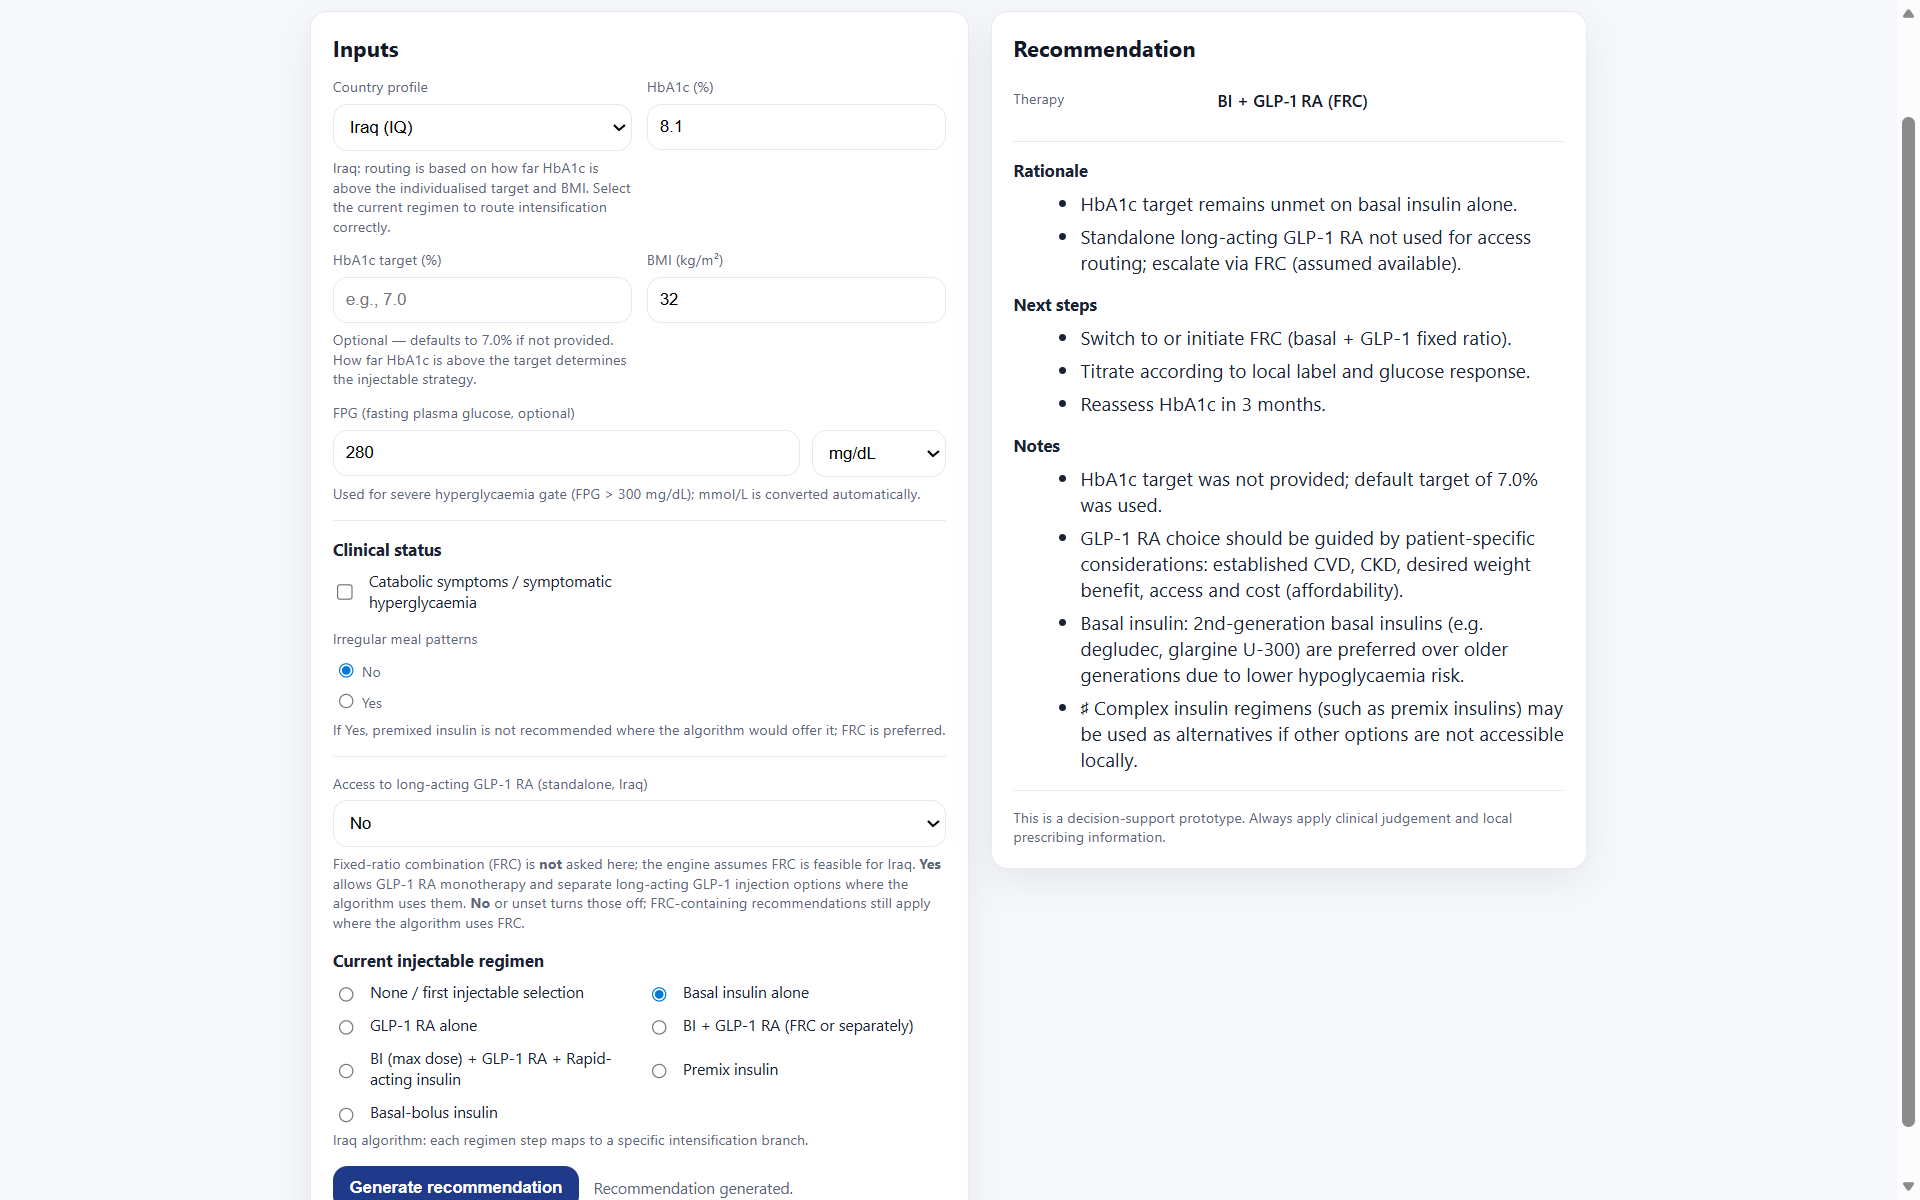 Inputs
Country profile
Iraq (IQ)
Iraq: routing is based on how far HbA1c is
above the individualised target and BMI. Select
the current regimen to route intensification
correctly.
HbA1c (%)
8.1
HbA1c target (%)
e.g., 7.0
Optional — defaults to 7.0% if not provided.
How far HbA1c is above the target determines
the injectable strategy.
BMI (kg/m²)
32
FPG (fasting plasma glucose, optional)
280
mg/dL
Used for severe hyperglycaemia gate (FPG > 300 mg/dL); mmol/L is converted automatically.
Clinical status
Catabolic symptoms / symptomatic
hyperglycaemia
Irregular meal patterns
No
Yes
If Yes, premixed insulin is not recommended where the algorithm would offer it; FRC is preferred.
Access to long-acting GLP-1 RA (standalone, Iraq)
No
Fixed-ratio combination (FRC) is not asked here; the engine assumes FRC is feasible for Iraq. Yes
allows GLP-1 RA monotherapy and separate long-acting GLP-1 injection options where the
algorithm uses them. No or unset turns those off; FRC-containing recommendations still apply
where the algorithm uses FRC.
Current injectable regimen
None / first injectable selection
Basal insulin alone
GLP-1 RA alone
BI + GLP-1 RA (FRC or separately)
BI (max dose) + GLP-1 RA + Rapid-
acting insulin
Premix insulin
Basal-bolus insulin
Iraq algorithm: each regimen step maps to a specific intensification branch.
Generate recommendation
Recommendation generated.
Recommendation
Therapy
BI + GLP-1 RA (FRC)
Rationale
• HbA1c target remains unmet on basal insulin alone.
• Standalone long-acting GLP-1 RA not used for access
routing; escalate via FRC (assumed available).
Next steps
• Switch to or initiate FRC (basal + GLP-1 fixed ratio).
• Titrate according to local label and glucose response.
• Reassess HbA1c in 3 months.
Notes
• HbA1c target was not provided; default target of 7.0%
was used.
• GLP-1 RA choice should be guided by patient-specific
considerations: established CVD, CKD, desired weight
benefit, access and cost (affordability).
• Basal insulin: 2nd-generation basal insulins (e.g.
degludec, glargine U-300) are preferred over older
generations due to lower hypoglycaemia risk.
• ♯ Complex insulin regimens (such as premix insulins) may
be used as alternatives if other options are not accessible
locally.
This is a decision-support prototype. Always apply clinical judgement and local
prescribing information.